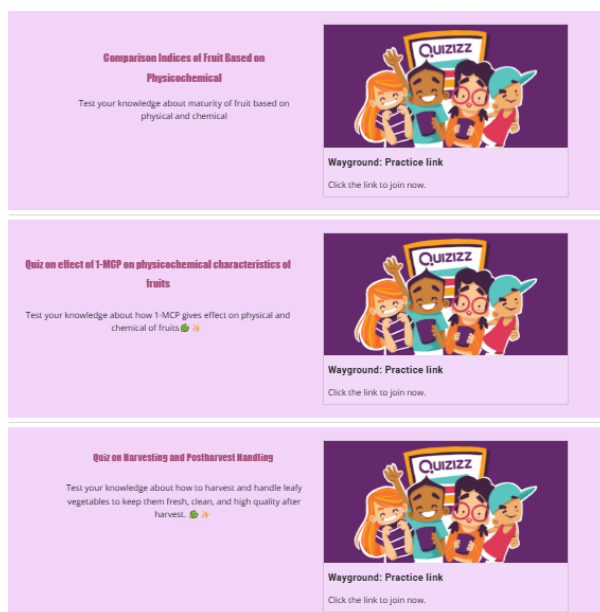 Comparison Indices of Fruit Based on
Physicochemical
Test your knowledge about maturity of fruit based on
physical and chemical
QUIZIZZ
Wayground: Practice link
Click the link to join now.
Quiz on effect of 1-MCP on physicochemical characteristics of
fruits
Test your knowledge about how 1-MCP gives effect on physical and
chemical of fruits
QUIZIZZ
Wayground: Practice link
Click the link to join now.
Quiz on Harvesting and Postharvest Handling
Test your knowledge about how to harvest and handle leafy
vegetables to keep them fresh, clean, and high quality after
harvest.
QUIZIZZ
Wayground: Practice link
Click the link to join now.